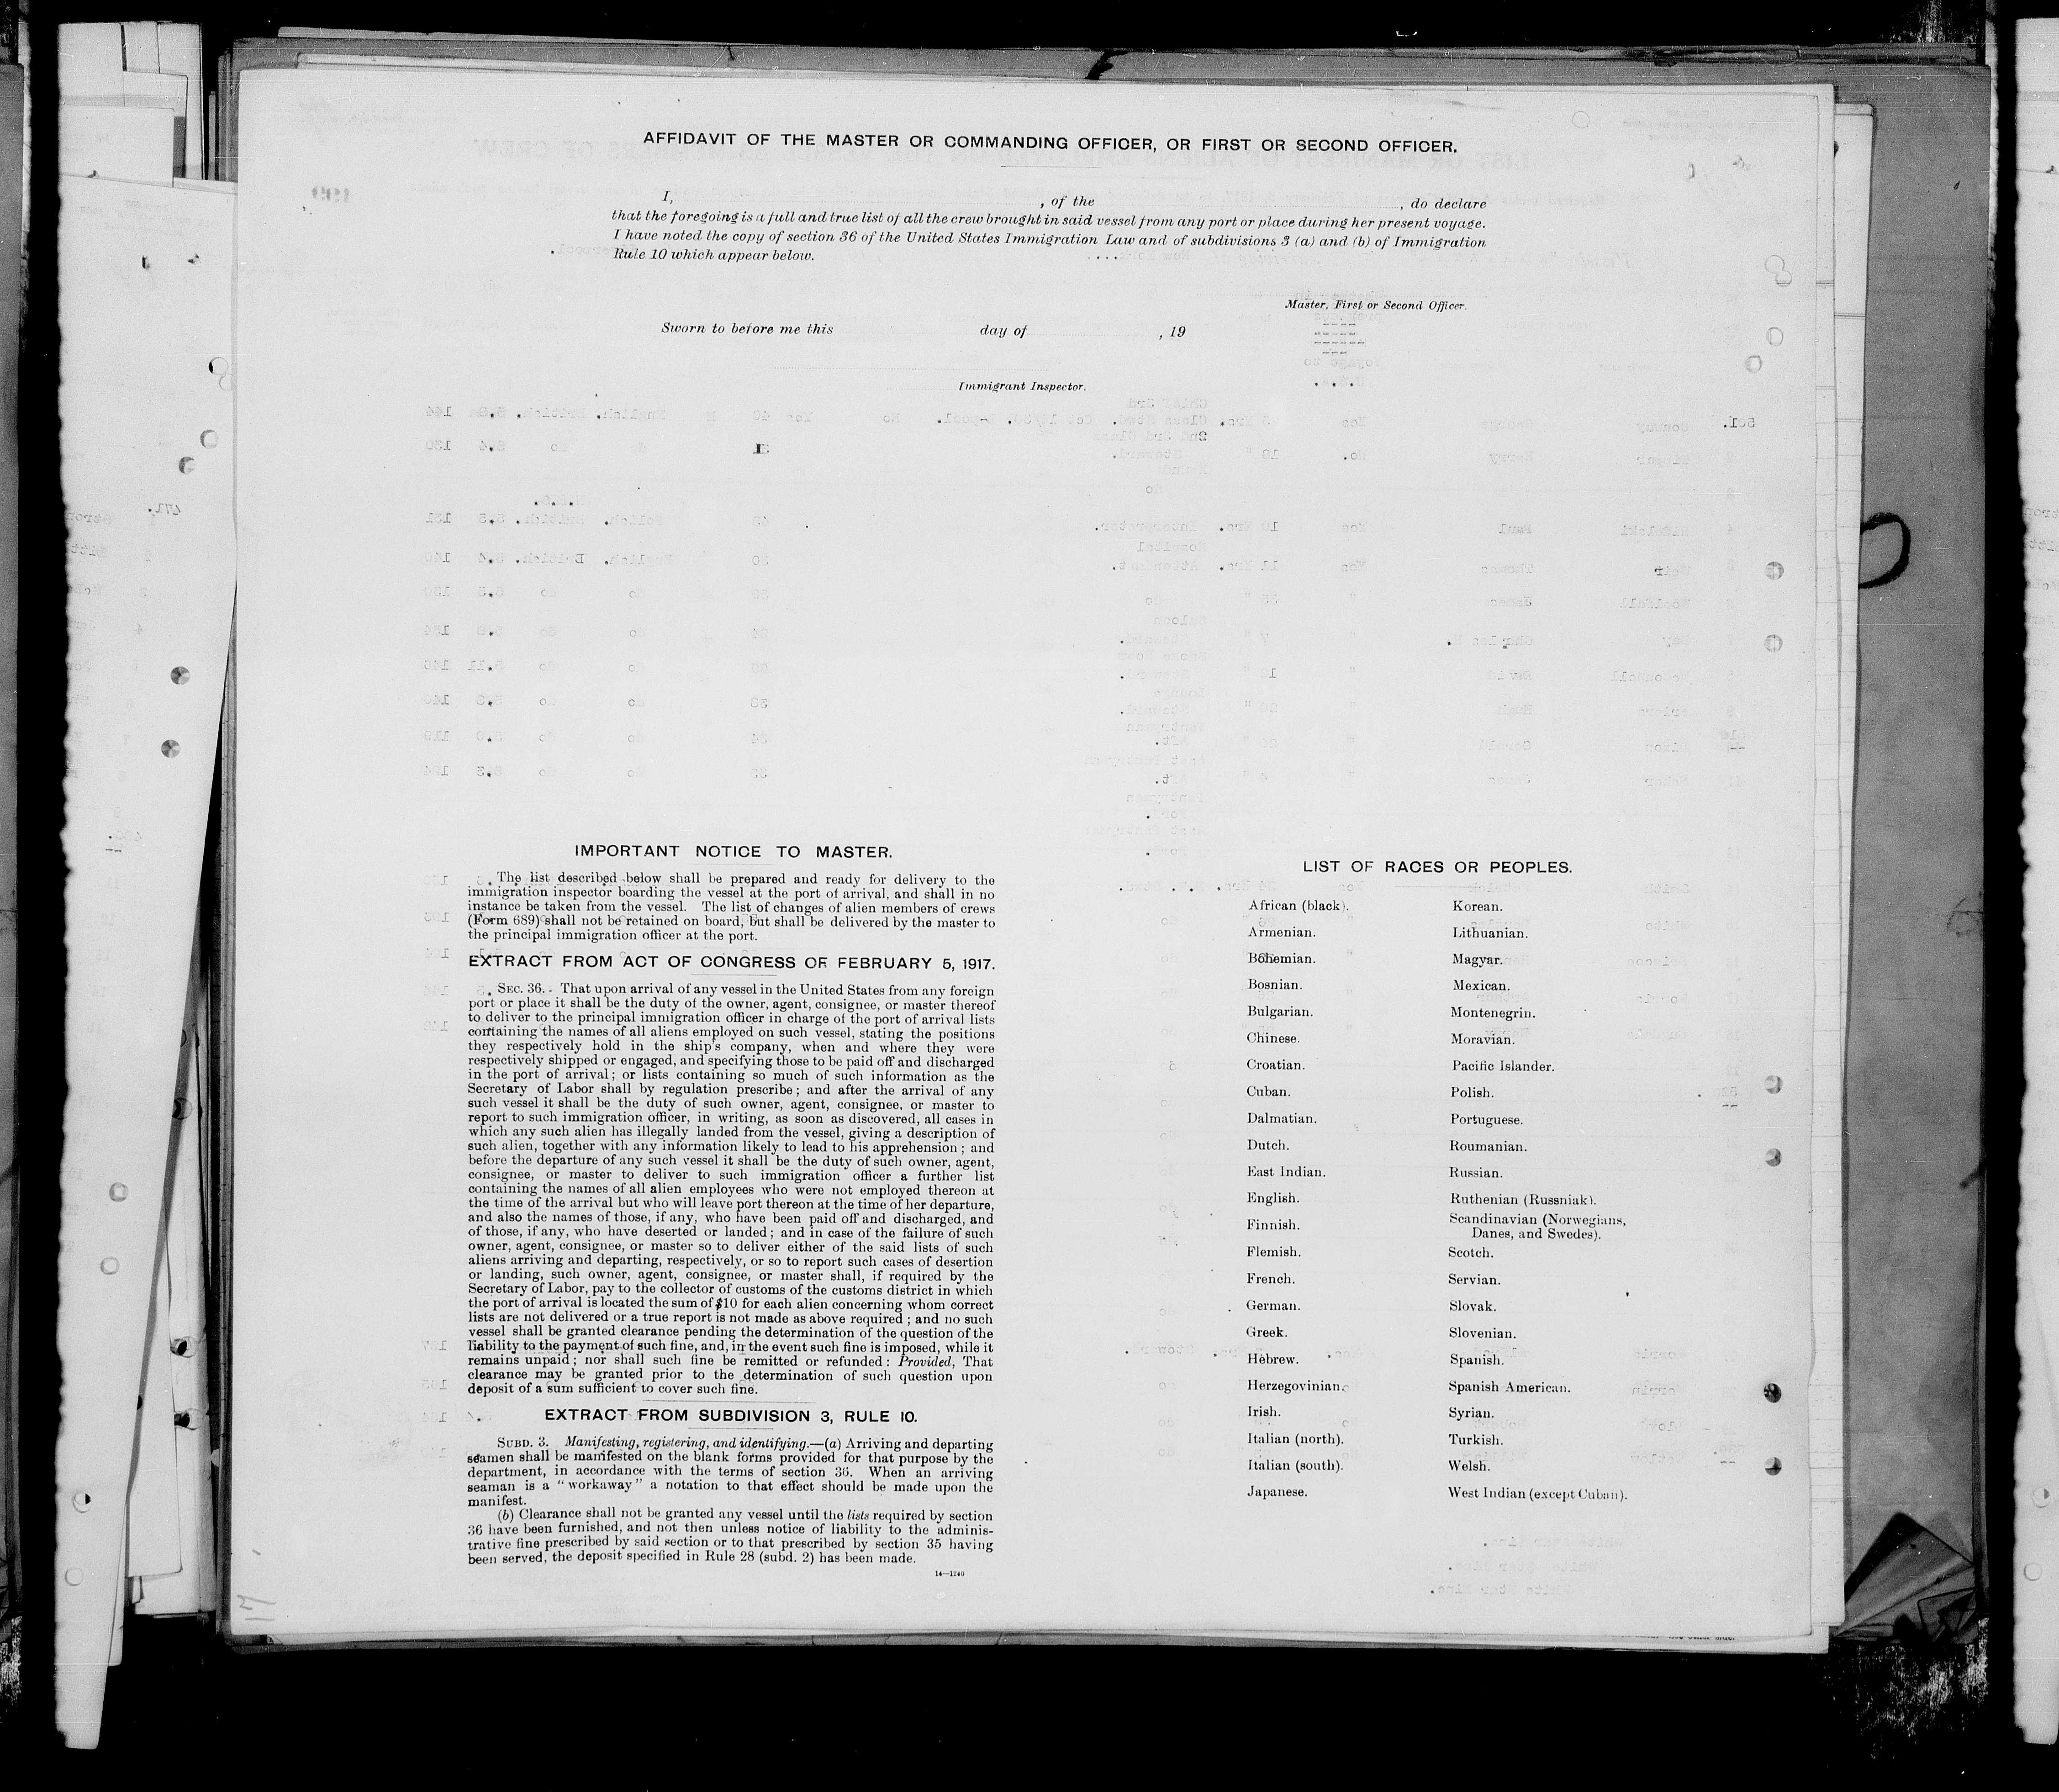 AFFIDAVIT OF THE MASTER OR COMMANDING OFFICER, OR FIRST OR SECOND OFFICER.
I, , of the , do declare
that the foregoing is a full and true list of all the crew brought in said vessel from any port or place during her present voyage.
I have noted the copy of section 36 of the United States Immigration Law and of subdivisions 3 (a) and (b) of Immigration
Rule 10 which appear below.
Master, First or Second Officer.
Sworn to before me this day of , 19
Immigrant Inspector.
IMPORTANT NOTICE TO MASTER.
The list described below shall be prepared and ready for delivery to the
immigration inspector boarding the vessel at the port of arrival, and shall in no
instance be taken from the vessel. The list of changes of alien members of crews
(Form 689) shall not be retained on board, but shall be delivered by the master to
the principal immigration officer at the port.
EXTRACT FROM ACT OF CONGRESS OF FEBRUARY 5, 1917.
SEC. 36. That upon arrival of any vessel in the United States from any foreign
port or place it shall be the duty of the owner, agent, consignee, or master thereof
to deliver to the principal immigration officer in charge of the port of arrival lists
containing the names of all aliens employed on such vessel, stating the positions
they respectively hold in the ship's company, when and where they were
respectively shipped or engaged, and specifying those to be paid off and discharged
in the port of arrival; or lists containing so much of such information as the
Secretary of Labor shall by regulation prescribe; and after the arrival of any
such vessel it shall be the duty of such owner, agent, consignee, or master to
report to such immigration officer, in writing, as soon as discovered, all cases in
which any such alien has illegally landed from the vessel, giving a description of
such alien, together with any information likely to lead to his apprehension; and
before the departure of any such vessel it shall be the duty of such owner, agent,
consignee, or master to deliver to such immigration officer a further list
containing the names of all alien employees who were not employed thereon at
the time of the arrival but who will leave port thereon at the time of her departure,
and also the names of those, if any, who have been paid off and discharged, and
of those, if any, who have deserted or landed; and in case of the failure of such
owner, agent, consignee, or master so to deliver either of the said lists of such
aliens arriving and departing, respectively, or so to report such cases of desertion
or landing, such owner, agent, consignee, or master shall, if required by the
Secretary of Labor, pay to the collector of customs of the customs district in which
the port of arrival is located the sum of $10 for each alien concerning whom correct
lists are not delivered or a true report is not made as above required; and no such
vessel shall be granted clearance pending the determination of the question of the
liability to the payment of such fine, and, in the event such fine is imposed, while it
remains unpaid; nor shall such fine be remitted or refunded: Provided, That
clearance may be granted prior to the determination of such question upon
deposit of a sum sufficient to cover such fine.
EXTRACT FROM SUBDIVISION 3, RULE 10.
SUBD. 3. Manifesting, registering, and identifying.—(a) Arriving and departing
seamen shall be manifested on the blank forms provided for that purpose by the
department, in accordance with the terms of section 36. When an arriving
seaman is a "workaway" a notation to that effect should be made upon the
manifest.
(b) Clearance shall not be granted any vessel until the lists required by section
36 have been furnished, and not then unless notice of liability to the adminis-
trative fine prescribed by said section or to that prescribed by section 35 having
been served, the deposit specified in Rule 28 (subd. 2) has been made.
14—1240
LIST OF RACES OR PEOPLES.
African (black).
Armenian.
Bohemian.
Bosnian.
Bulgarian.
Chinese.
Croatian.
Cuban.
Dalmatian.
Dutch.
East Indian.
English.
Finnish.
Flemish.
French.
German.
Greek.
Hebrew.
Herzegovinian.
Irish.
Italian (north).
Italian (south).
Japanese.
Korean.
Lithuanian.
Magyar.
Mexican.
Montenegrin.
Moravian.
Pacific Islander.
Polish.
Portuguese.
Roumanian.
Russian.
Ruthenian (Russniak).
Scandinavian (Norwegians,
Danes, and Swedes).
Scotch.
Servian.
Slovak.
Slovenian.
Spanish.
Spanish American.
Syrian.
Turkish.
Welsh.
West Indian (except Cuban).
17